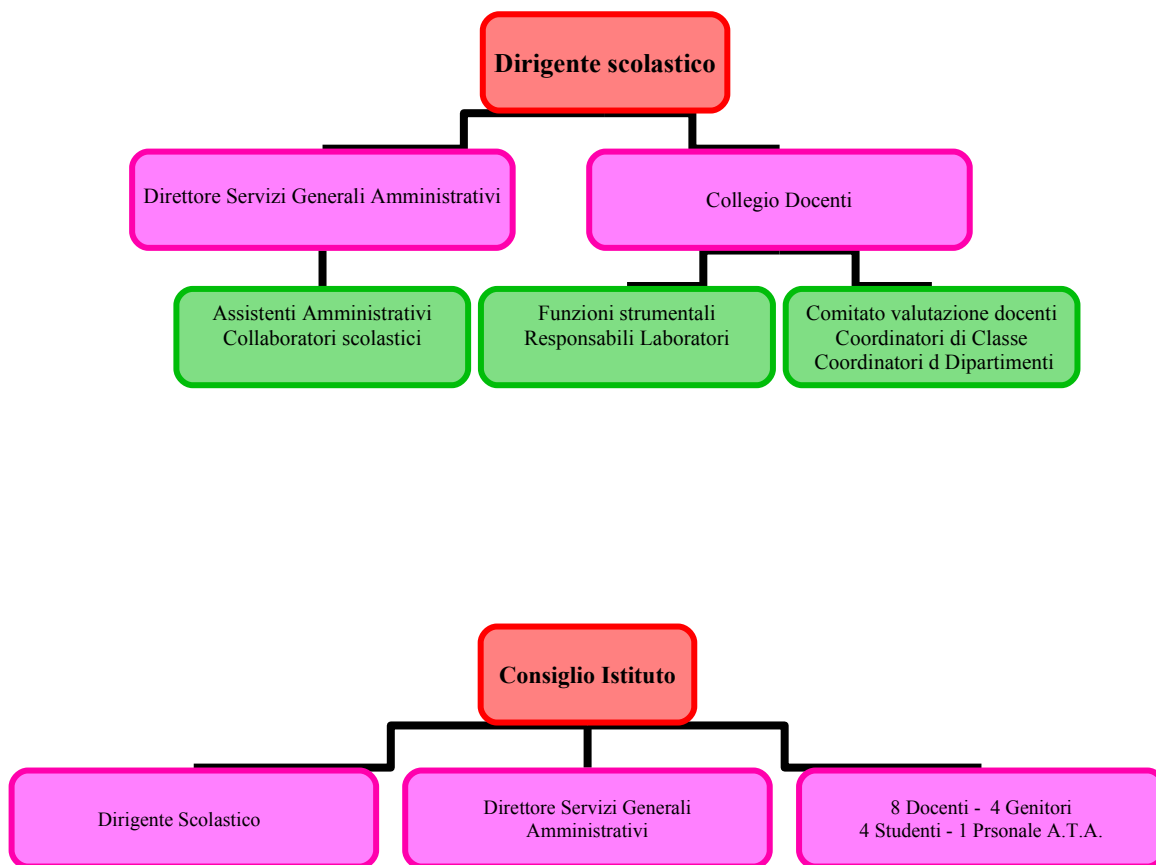 Dirigente scolastico
Direttore Servizi Generali Amministrativi
Collegio Docenti
Assistenti Amministrativi
Collaboratori scolastici
Funzioni strumentali
Responsabili Laboratori
Comitato valutazione docenti
Coordinatori di Classe
Coordinatori d Dipartimenti
Consiglio Istituto
Dirigente Scolastico
Direttore Servizi Generali
Amministrativi
8 Docenti - 4 Genitori
4 Studenti - 1 Prsonale A.T.A.